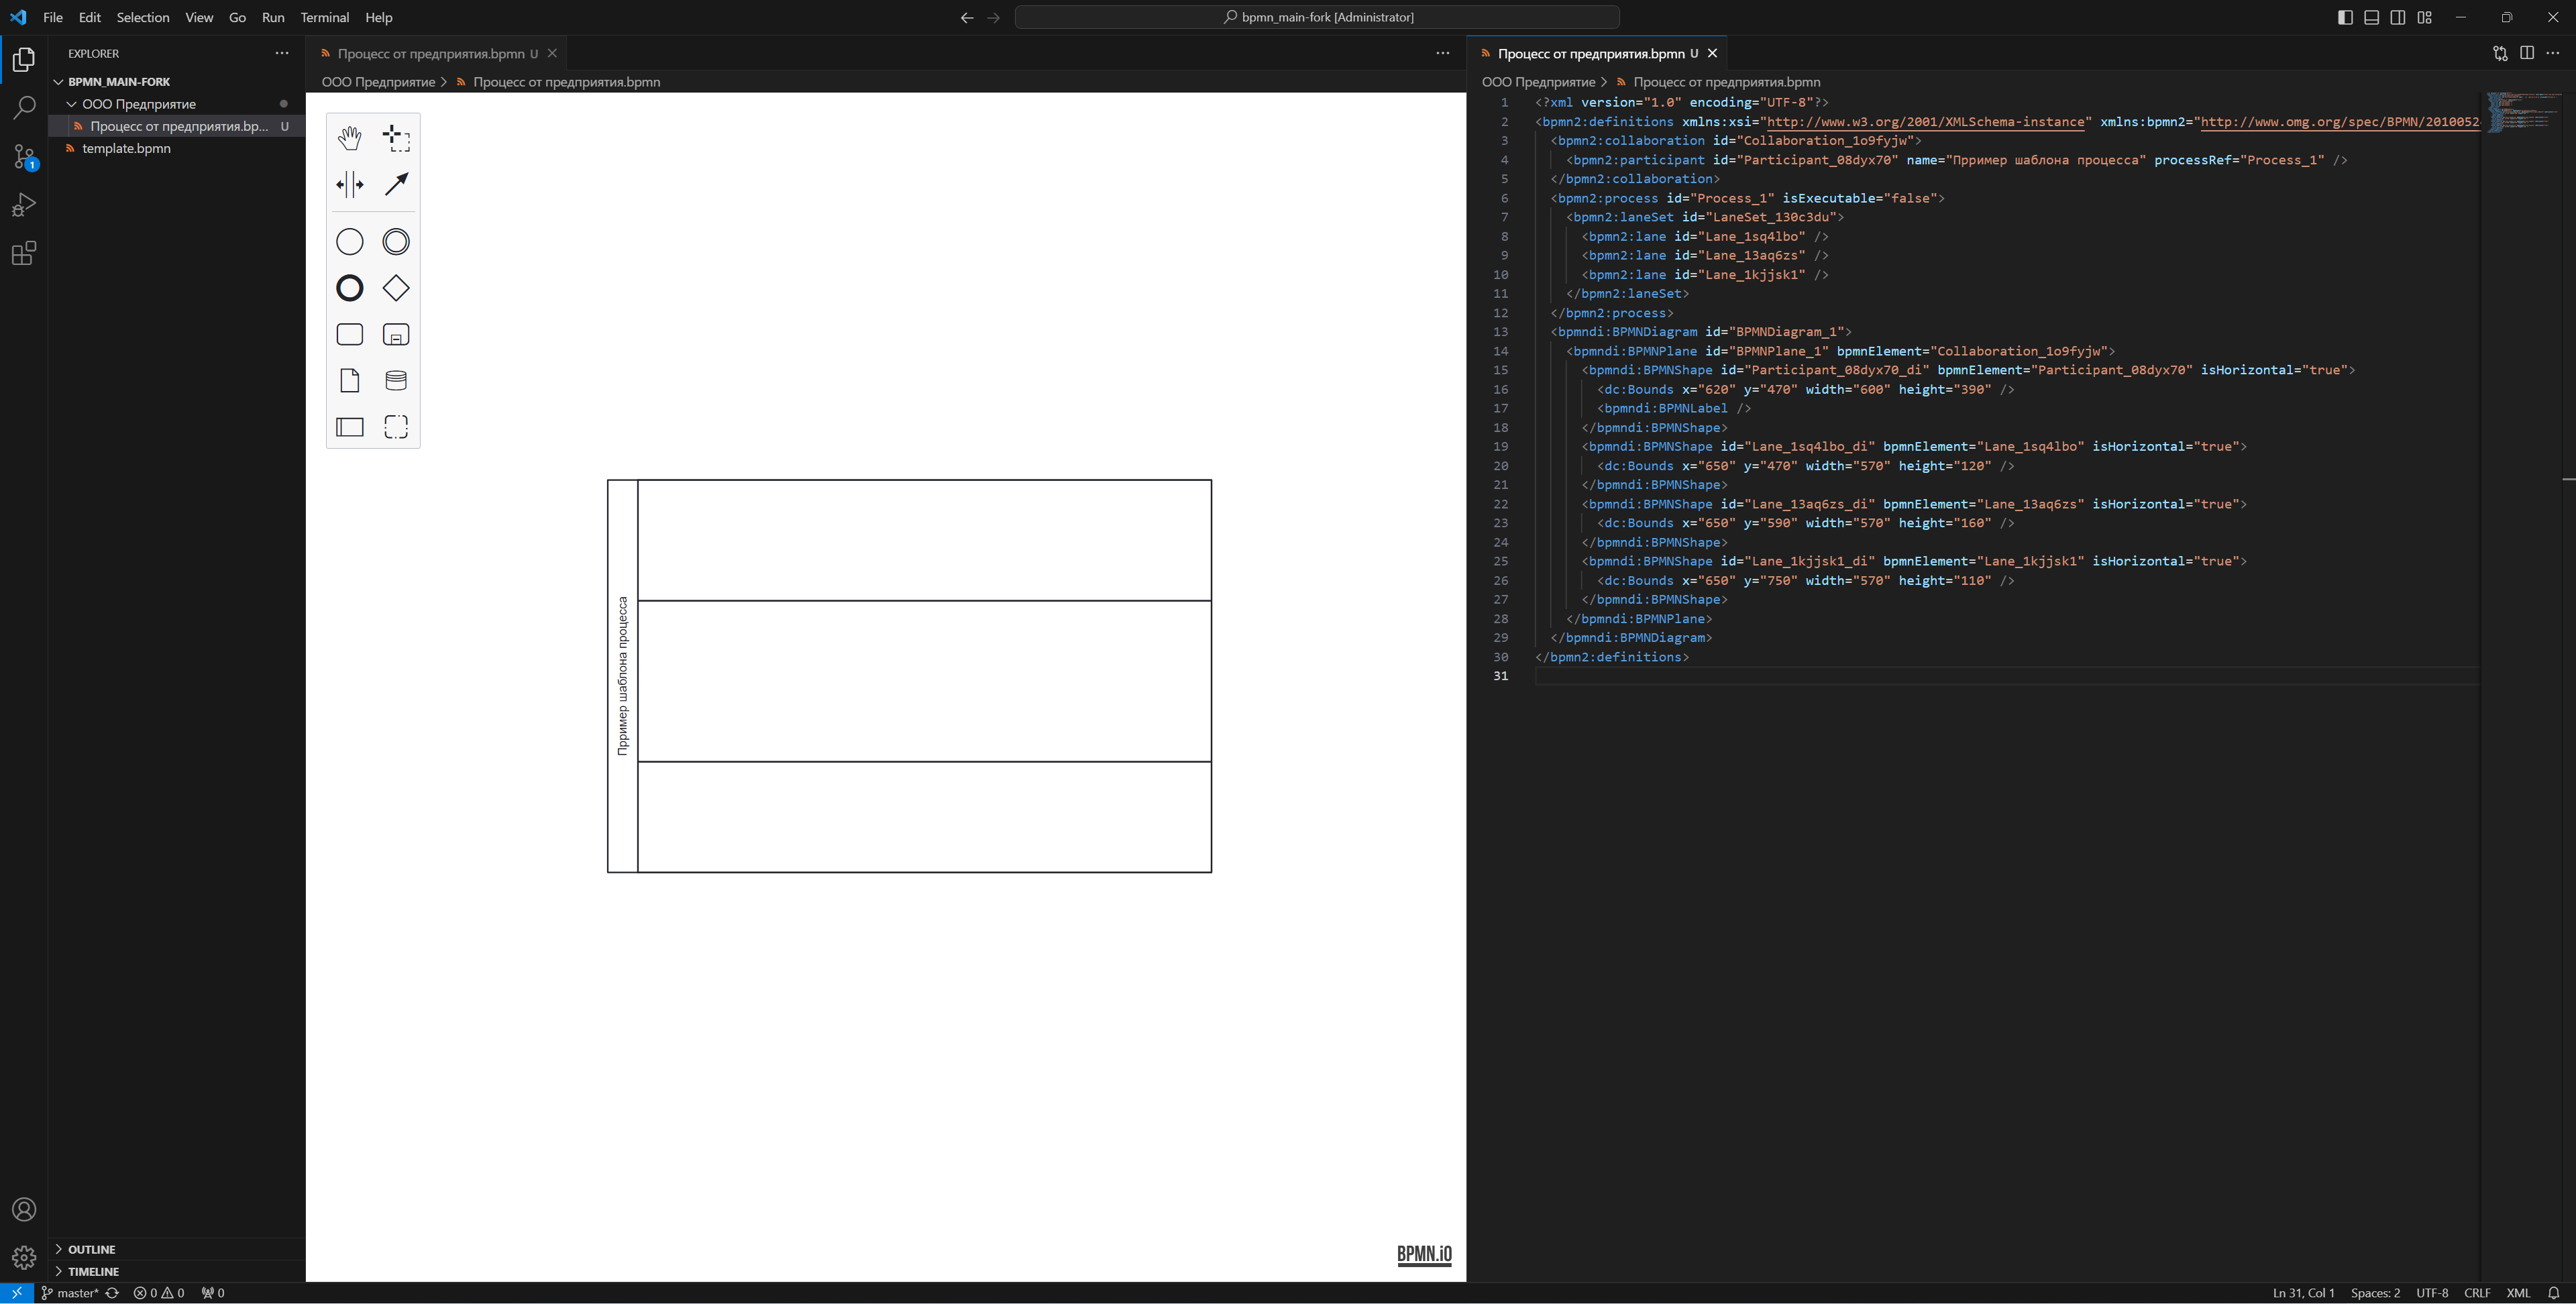 File Edit Selection View Go Run Terminal Help
bpmn_main-fork [Administrator]
EXPLORER
BPMN_MAIN-FORK
ООО Предприятие
Процесс от предприятия.bp... U
template.bpmn
1
OUTLINE
TIMELINE
Процесс от предприятия.bpmn U
ООО Предприятие > Процесс от предприятия.bpmn
Прример шаблона процесса
BPMN.iO
Процесс от предприятия.bpmn U
ООО Предприятие > Процесс от предприятия.bpmn
1 <?xml version="1.0" encoding="UTF-8"?>
2 <bpmn2:definitions xmlns:xsi="http://www.w3.org/2001/XMLSchema-instance" xmlns:bpmn2="http://www.omg.org/spec/BPMN/2010052
3 <bpmn2:collaboration id="Collaboration_1o9fyjw">
4 <bpmn2:participant id="Participant_08dyx70" name="Прример шаблона процесса" processRef="Process_1" />
5 </bpmn2:collaboration>
6 <bpmn2:process id="Process_1" isExecutable="false">
7 <bpmn2:laneSet id="LaneSet_130c3du">
8 <bpmn2:lane id="Lane_1sq4lbo" />
9 <bpmn2:lane id="Lane_13aq6zs" />
10 <bpmn2:lane id="Lane_1kjjsk1" />
11 </bpmn2:laneSet>
12 </bpmn2:process>
13 <bpmndi:BPMNDiagram id="BPMNDiagram_1">
14 <bpmndi:BPMNPlane id="BPMNPlane_1" bpmnElement="Collaboration_1o9fyjw">
15 <bpmndi:BPMNShape id="Participant_08dyx70_di" bpmnElement="Participant_08dyx70" isHorizontal="true">
16 <dc:Bounds x="620" y="470" width="600" height="390" />
17 <bpmndi:BPMNLabel />
18 </bpmndi:BPMNShape>
19 <bpmndi:BPMNShape id="Lane_1sq4lbo_di" bpmnElement="Lane_1sq4lbo" isHorizontal="true">
20 <dc:Bounds x="650" y="470" width="570" height="120" />
21 </bpmndi:BPMNShape>
22 <bpmndi:BPMNShape id="Lane_13aq6zs_di" bpmnElement="Lane_13aq6zs" isHorizontal="true">
23 <dc:Bounds x="650" y="590" width="570" height="160" />
24 </bpmndi:BPMNShape>
25 <bpmndi:BPMNShape id="Lane_1kjjsk1_di" bpmnElement="Lane_1kjjsk1" isHorizontal="true">
26 <dc:Bounds x="650" y="750" width="570" height="110" />
27 </bpmndi:BPMNShape>
28 </bpmndi:BPMNPlane>
29 </bpmndi:BPMNDiagram>
30 </bpmn2:definitions>
31
master* 0 0 0
Ln 31, Col 1 Spaces: 2 UTF-8 CRLF XML